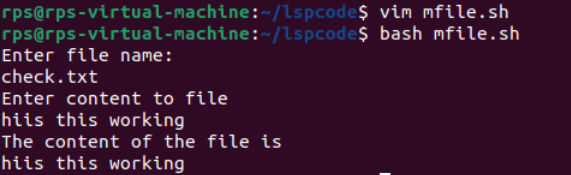 rps@rps-virtual-machine:~/lspcode$ vim mfile.sh
rps@rps-virtual-machine:~/lspcode$ bash mfile.sh
Enter file name:
check.txt
Enter content to file
hiis this working
The content of the file is
hiis this working